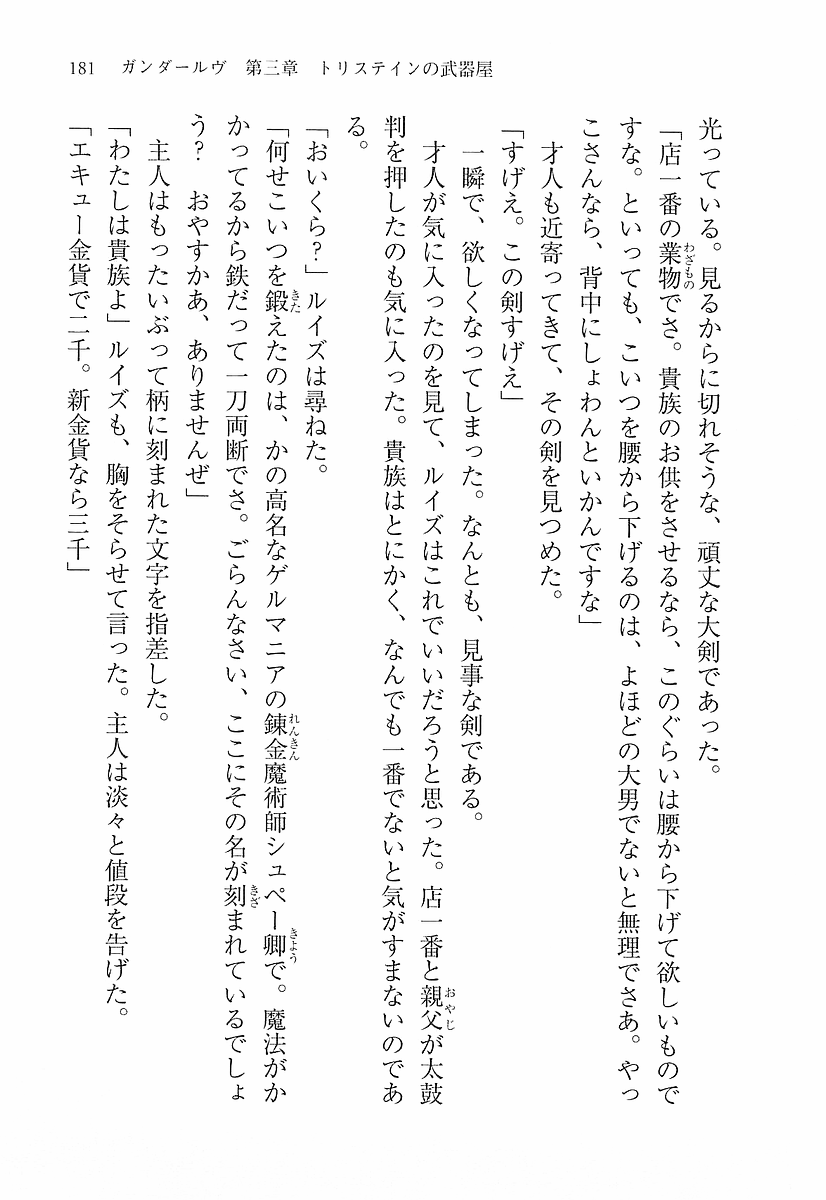 181　ガンダールヴ　第三章　トリステインの武器屋
光っている。見るからに切れそうな、頑丈な大剣であった。
「店一番の業物でさ。貴族のお供をさせるなら、このぐらいは腰から下げて欲しいもので
すな。といっても、こいつを腰から下げるのは、よほどの大男でないと無理でさあ。やっ
こさんなら、背中にしょわんといかんですな」
　才人も近寄ってきて、その剣を見つめた。
「すげえ。この剣すげえ」
　一瞬で、欲しくなってしまった。なんとも、見事な剣である。
　才人が気に入ったのを見て、ルイズはこれでいいだろうと思った。店一番と親父が太鼓
判を押したのも気に入った。貴族はとにかく、なんでも一番でないと気がすまないのであ
る。
「おいくら？」ルイズは尋ねた。
「何せこいつを鍛えたのは、かの高名なゲルマニアの錬金魔術師シュペー卿で。魔法がか
かってるから鉄だって一刀両断でさ。ごらんなさい、ここにその名が刻まれているでしょ
う？　おやすかあ、ありませんぜ」
　主人はもったいぶって柄に刻まれた文字を指差した。
「わたしは貴族よ」ルイズも、胸をそらせて言った。主人は淡々と値段を告げた。
「エキュー金貨で二千。新金貨なら三千」